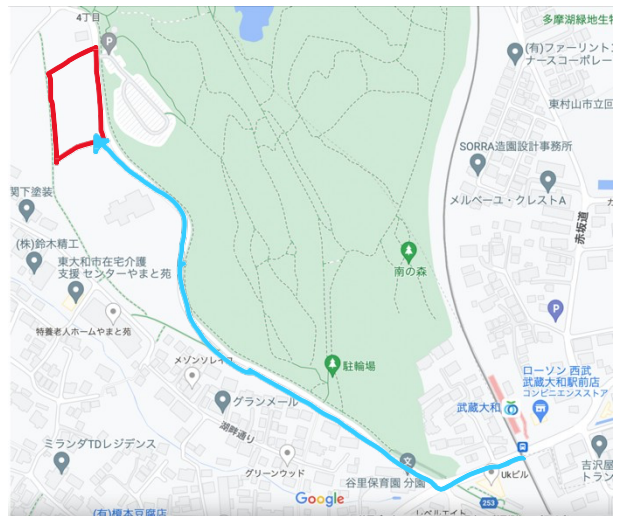 4丁目
P
多摩湖緑地生物
(有)ファーリント
ナースコーポレー
東村山市立回
SORRA造園設計事務所
メルベーユ・クレストA
赤坂道
関下塗装
(株)鈴木精工
東大和市在宅介護
支援 センターやまと苑
特養老人ホームやまと苑
南の森
P
メゾンソレイユ
駐輪場
ローソン 西武
武蔵大和駅前店
コンビニエンスストア
武蔵大和
グランメール
湖畔通り
ミランダTDレジデンス
グリーンウッド
文
谷里保育園 分園
Ukビル
吉沢屋
トラン
Google
253
レベルエイト
(有)榎本豆腐店